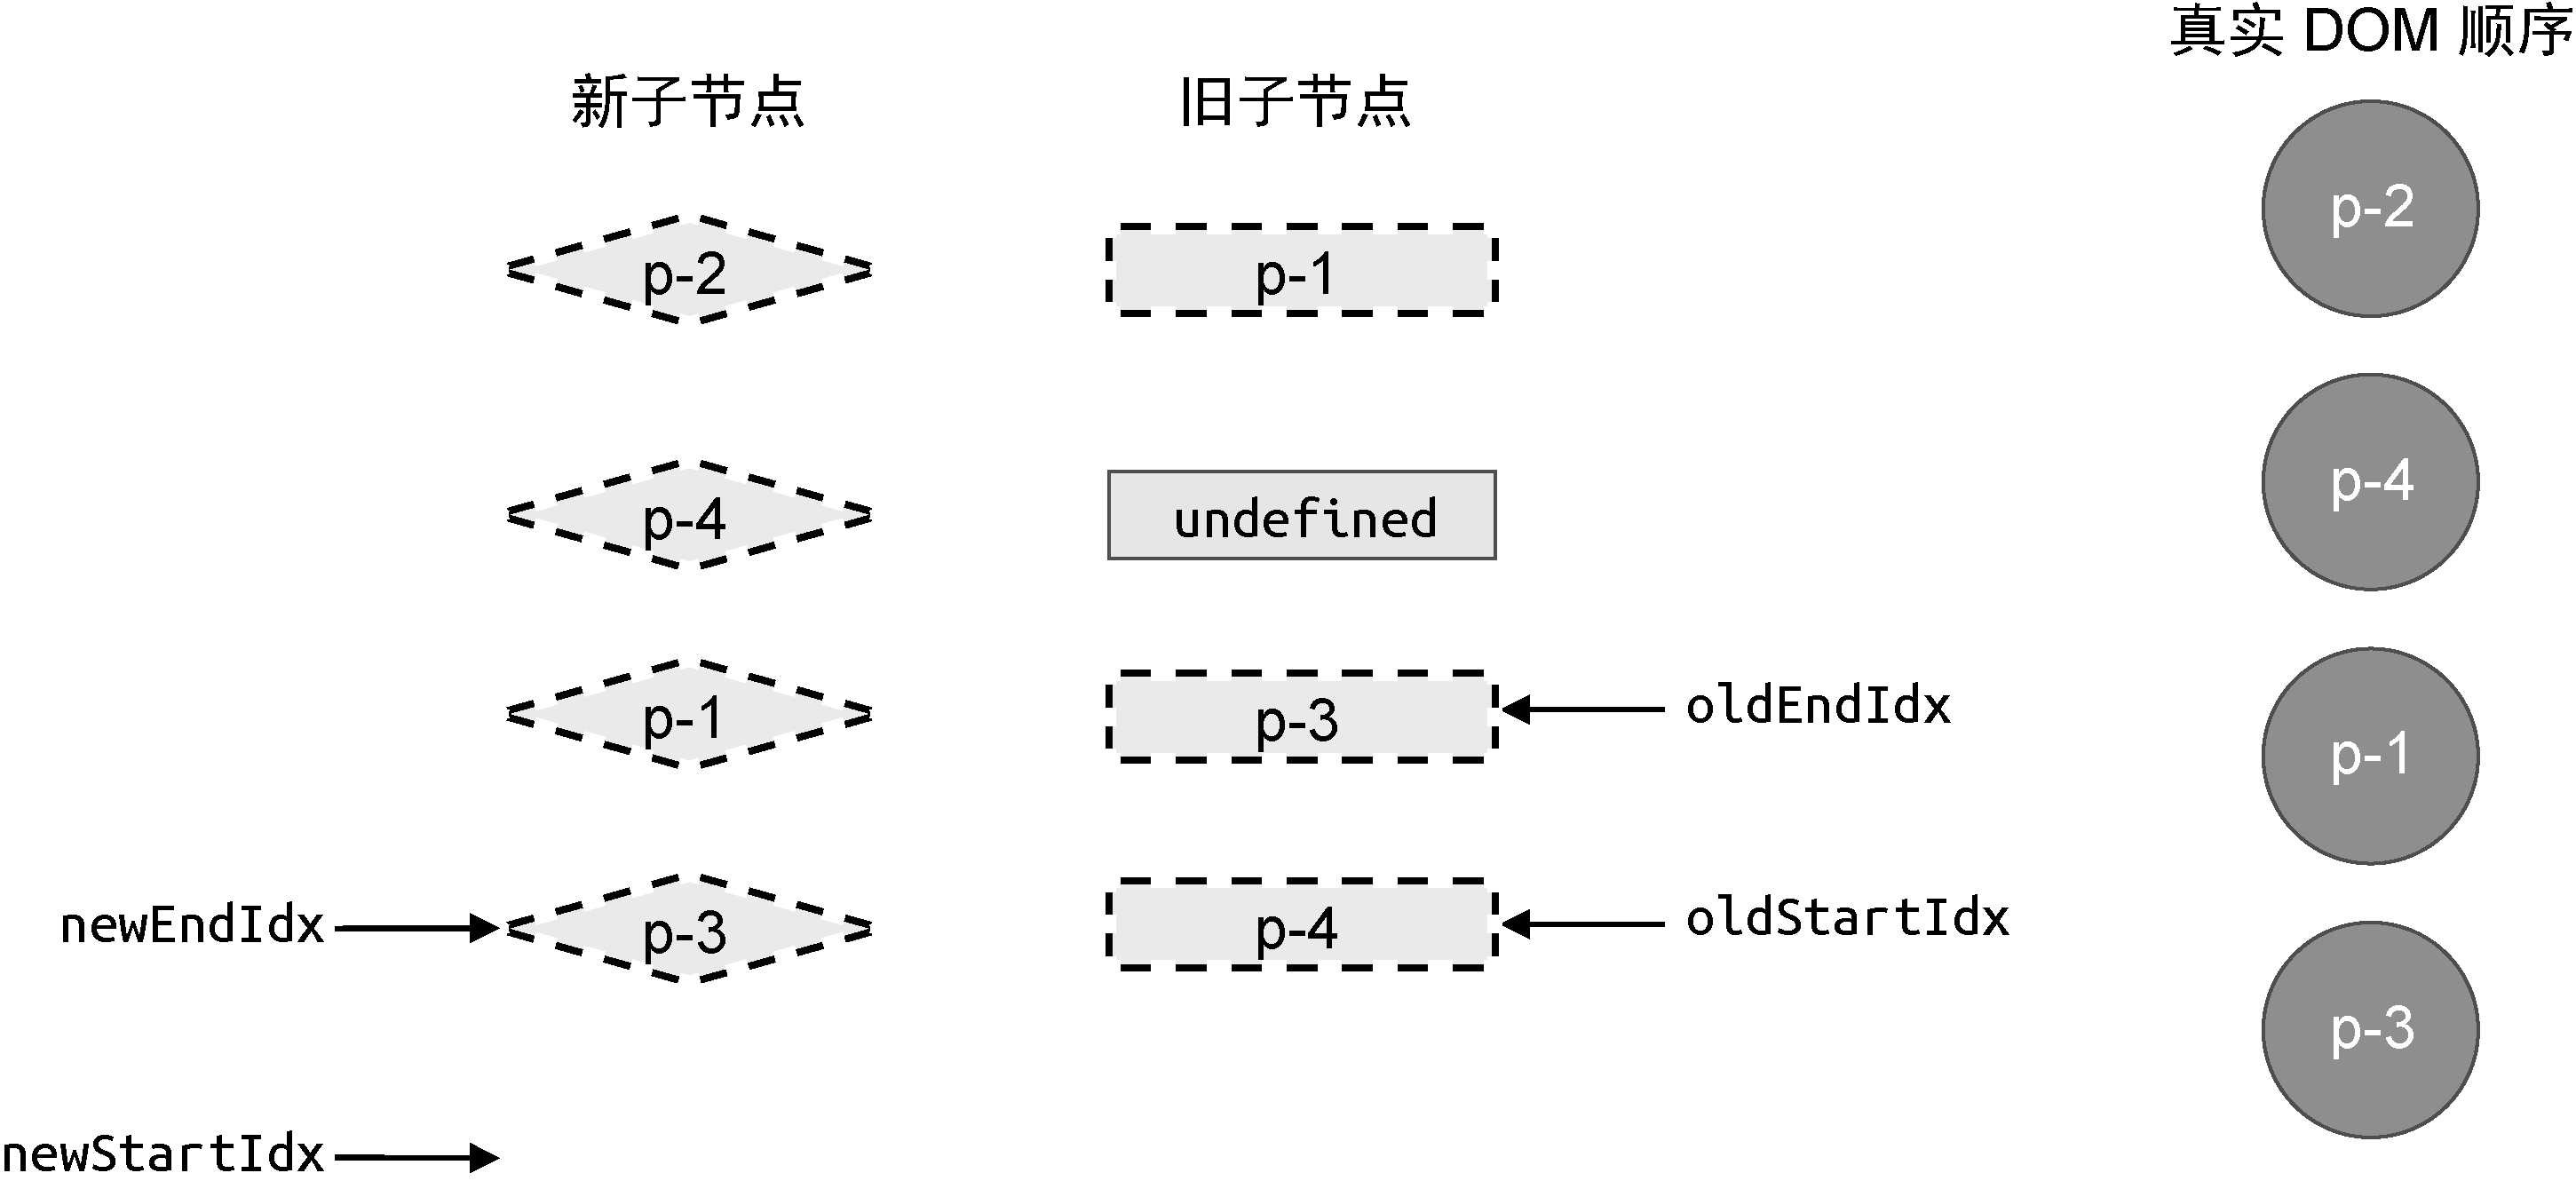 真实 DOM 顺序
新子节点
旧子节点
p-2
p-1
p-2
p-4
undefined
p-4
p-1
p-3
oldEndIdx
p-1
newEndIdx
p-3
p-4
oldStartIdx
p-3
newStartIdx